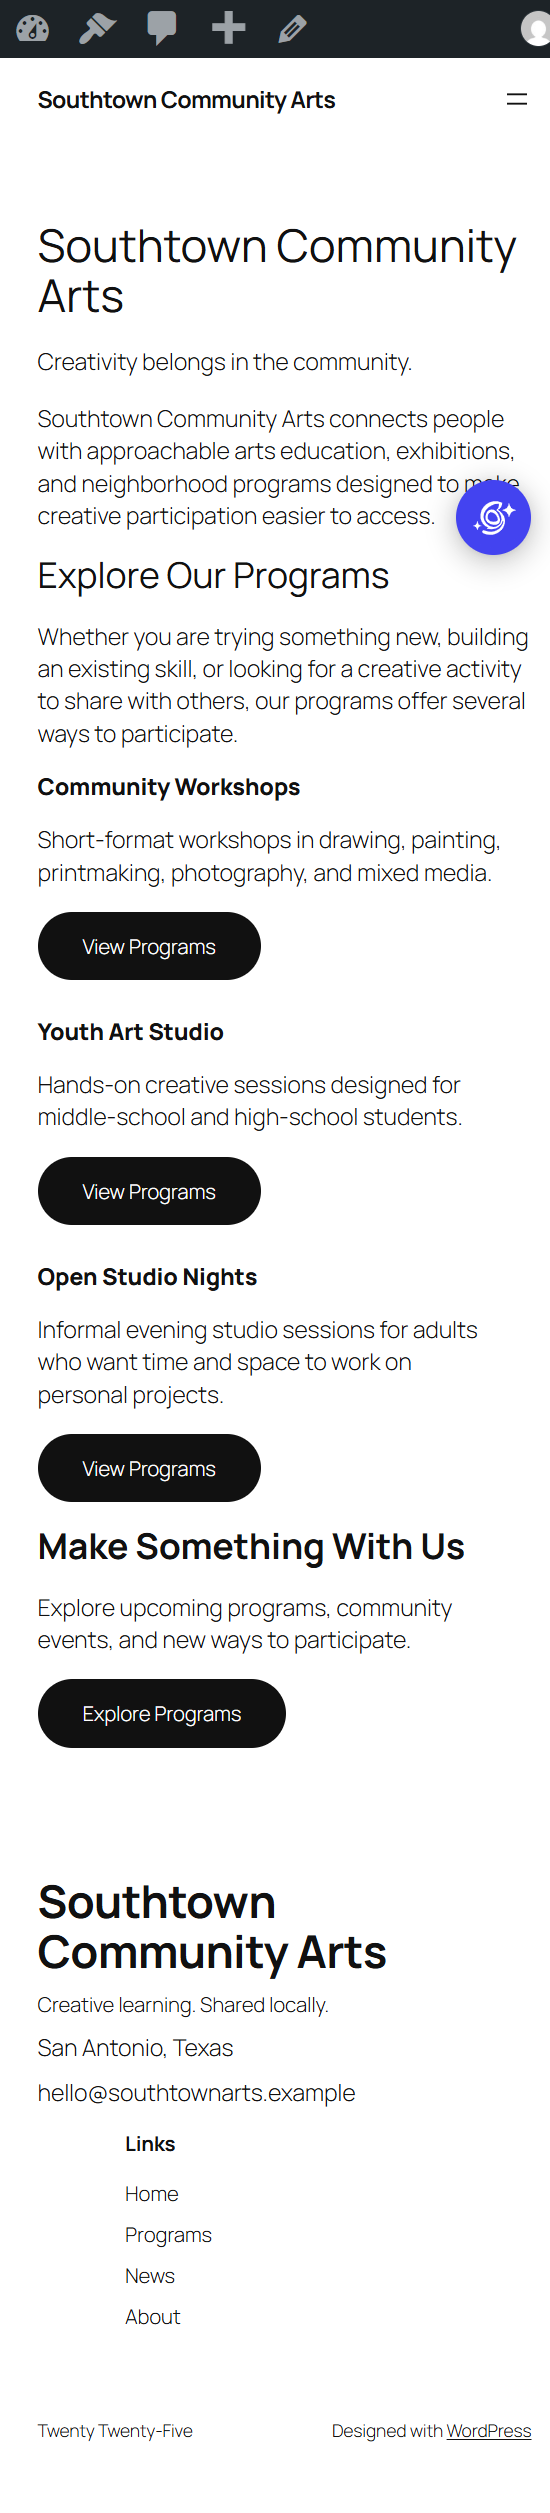 Southtown Community Arts
Southtown Community
Arts
Creativity belongs in the community.
Southtown Community Arts connects people
with approachable arts education, exhibitions,
and neighborhood programs designed to make
creative participation easier to access.
Explore Our Programs
Whether you are trying something new, building
an existing skill, or looking for a creative activity
to share with others, our programs offer several
ways to participate.
Community Workshops
Short-format workshops in drawing, painting,
printmaking, photography, and mixed media.
View Programs
Youth Art Studio
Hands-on creative sessions designed for
middle-school and high-school students.
View Programs
Open Studio Nights
Informal evening studio sessions for adults
who want time and space to work on
personal projects.
View Programs
Make Something With Us
Explore upcoming programs, community
events, and new ways to participate.
Explore Programs
Southtown
Community Arts
Creative learning. Shared locally.
San Antonio, Texas
hello@southtownarts.example
Links
Home
Programs
News
About
Twenty Twenty-Five
Designed with WordPress